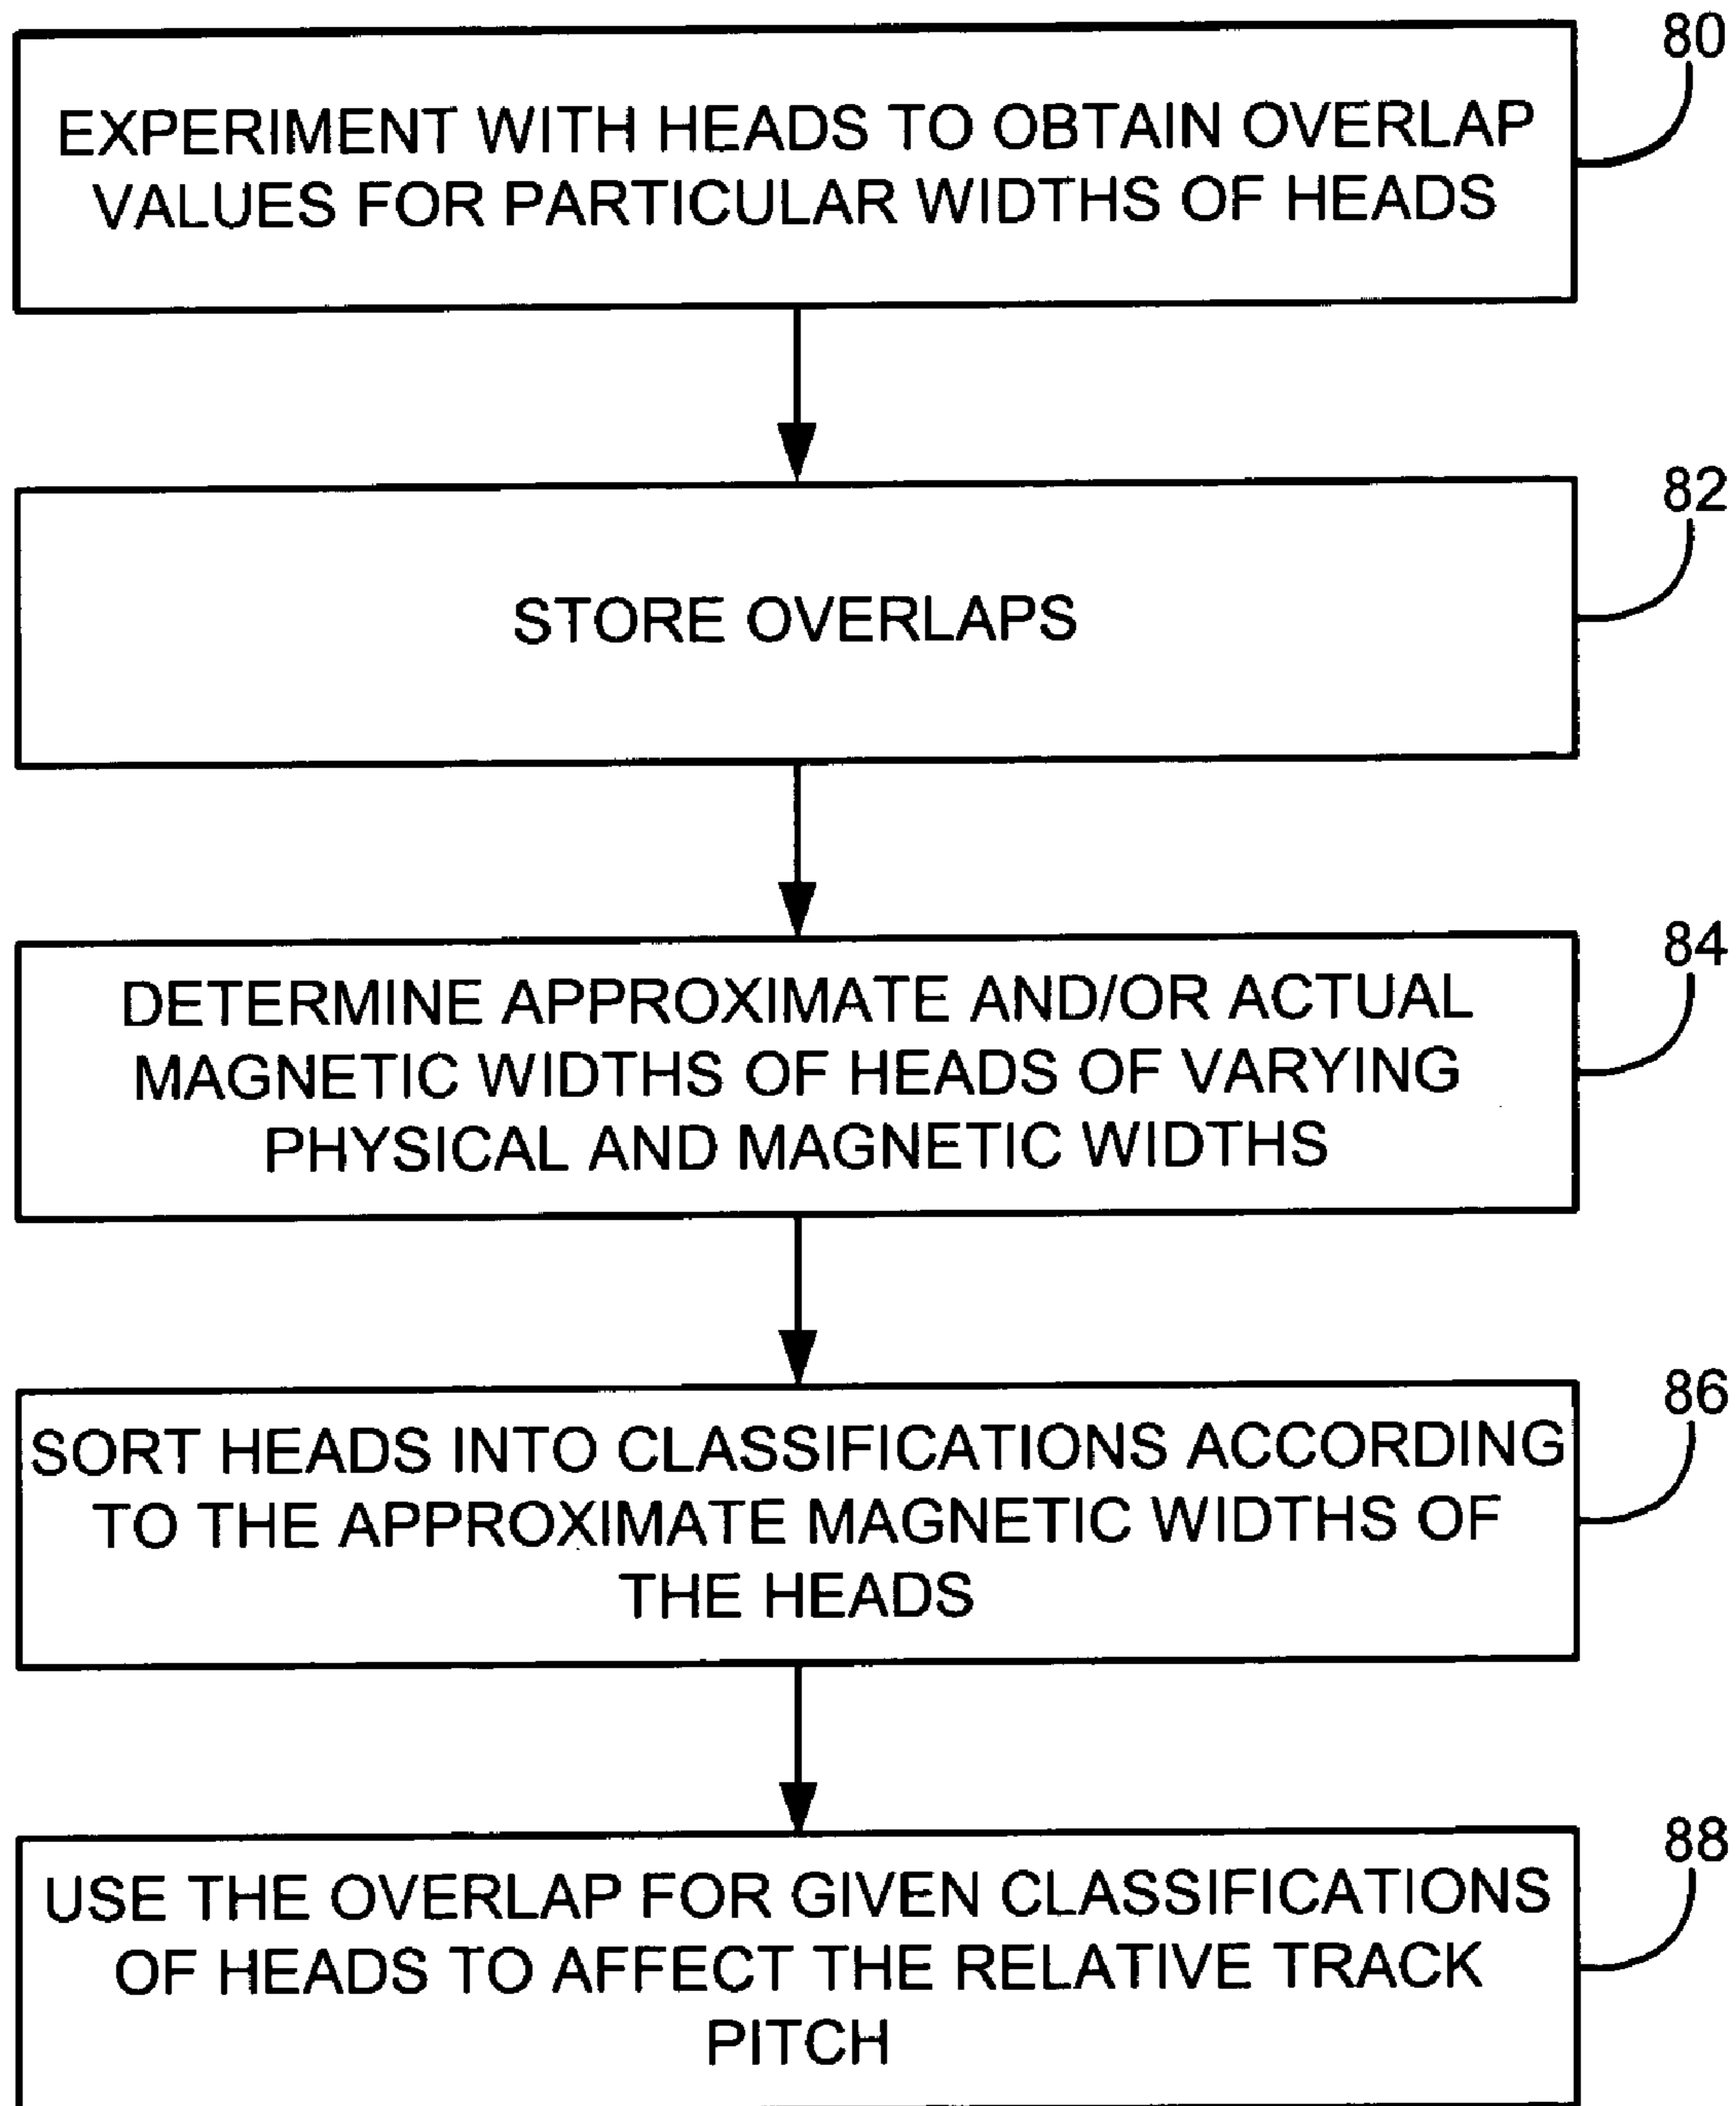 80
EXPERIMENT WITH HEADS TO OBTAIN OVERLAP
VALUES FOR PARTICULAR WIDTHS OF HEADS
82
STORE OVERLAPS
84
DETERMINE APPROXIMATE AND/OR ACTUAL
MAGNETIC WIDTHS OF HEADS OF VARYING
PHYSICAL AND MAGNETIC WIDTHS
86
SORT HEADS INTO CLASSIFICATIONS ACCORDING
TO THE APPROXIMATE MAGNETIC WIDTHS OF
THE HEADS
88
USE THE OVERLAP FOR GIVEN CLASSIFICATIONS
OF HEADS TO AFFECT THE RELATIVE TRACK
PITCH